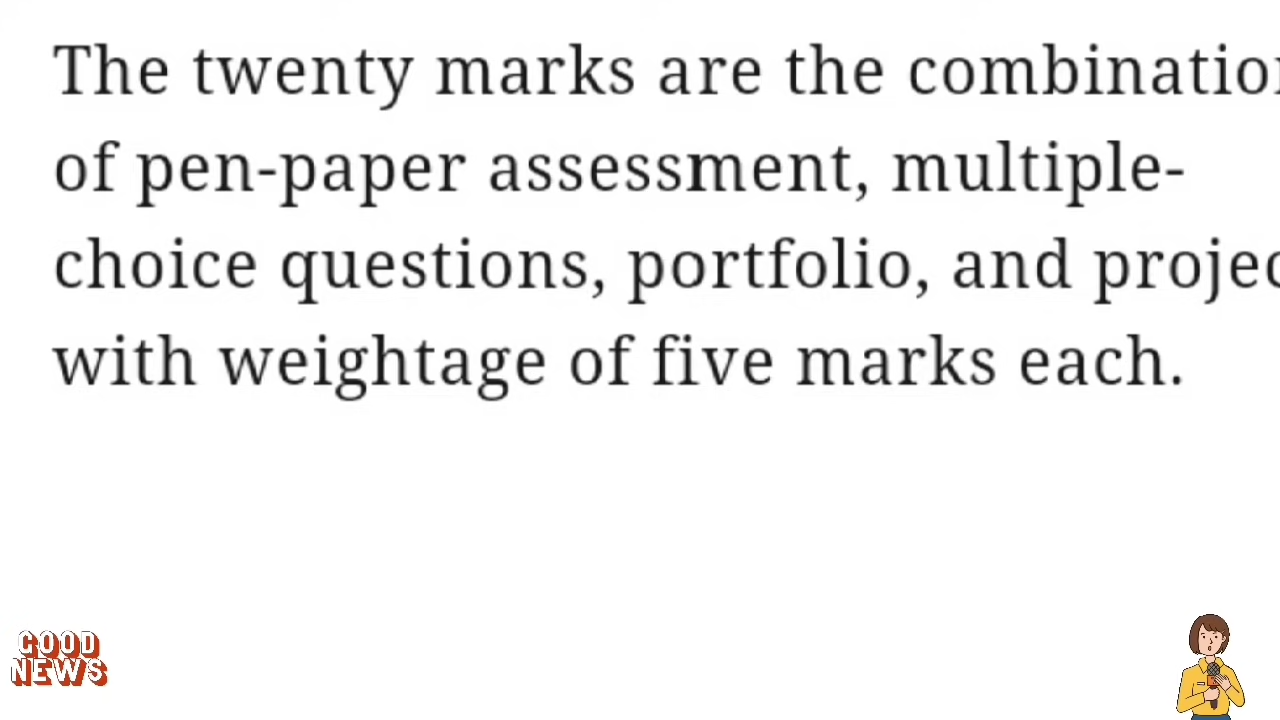 The twenty marks are the combination
of pen-paper assessment, multiple-
choice questions, portfolio, and projec
with weightage of five marks each.
GOOD
NEWS